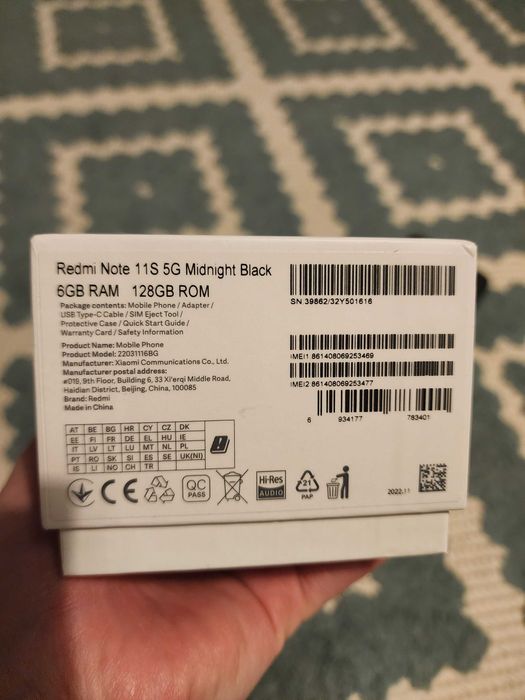 Redmi Note 11S 5G Midnight Black
6GB RAM 128GB ROM
Package contents: Mobile Phone / Adapter /
USB Type-C Cable / SIM Eject Tool /
Protective Case / Quick Start Guide /
Warranty Card / Safety Information
Product Name: Mobile Phone
Product Model: 22031116BG
Manufacturer: Xiaomi Communications Co., Ltd.
Manufacturer postal address:
#019, 9th Floor, Building 6, 33 Xi'erqi Middle Road,
Haidian District, Beijing, China, 100085
Brand: Redmi
Made in China
SN:39862/32Y501616
IMEI1 861408069253469
IMEI2 861408069253477
6 934177 783401
AT BE BG HR CY CZ DK
EE FI FR DE EL HU IE
IT LV LT LU MT NL PL
PT RO SK SI ES SE UK(NI)
IS LI NO CH TR
CE
QC
PASS
Hi-Res
AUDIO
21
PAP
2022.11